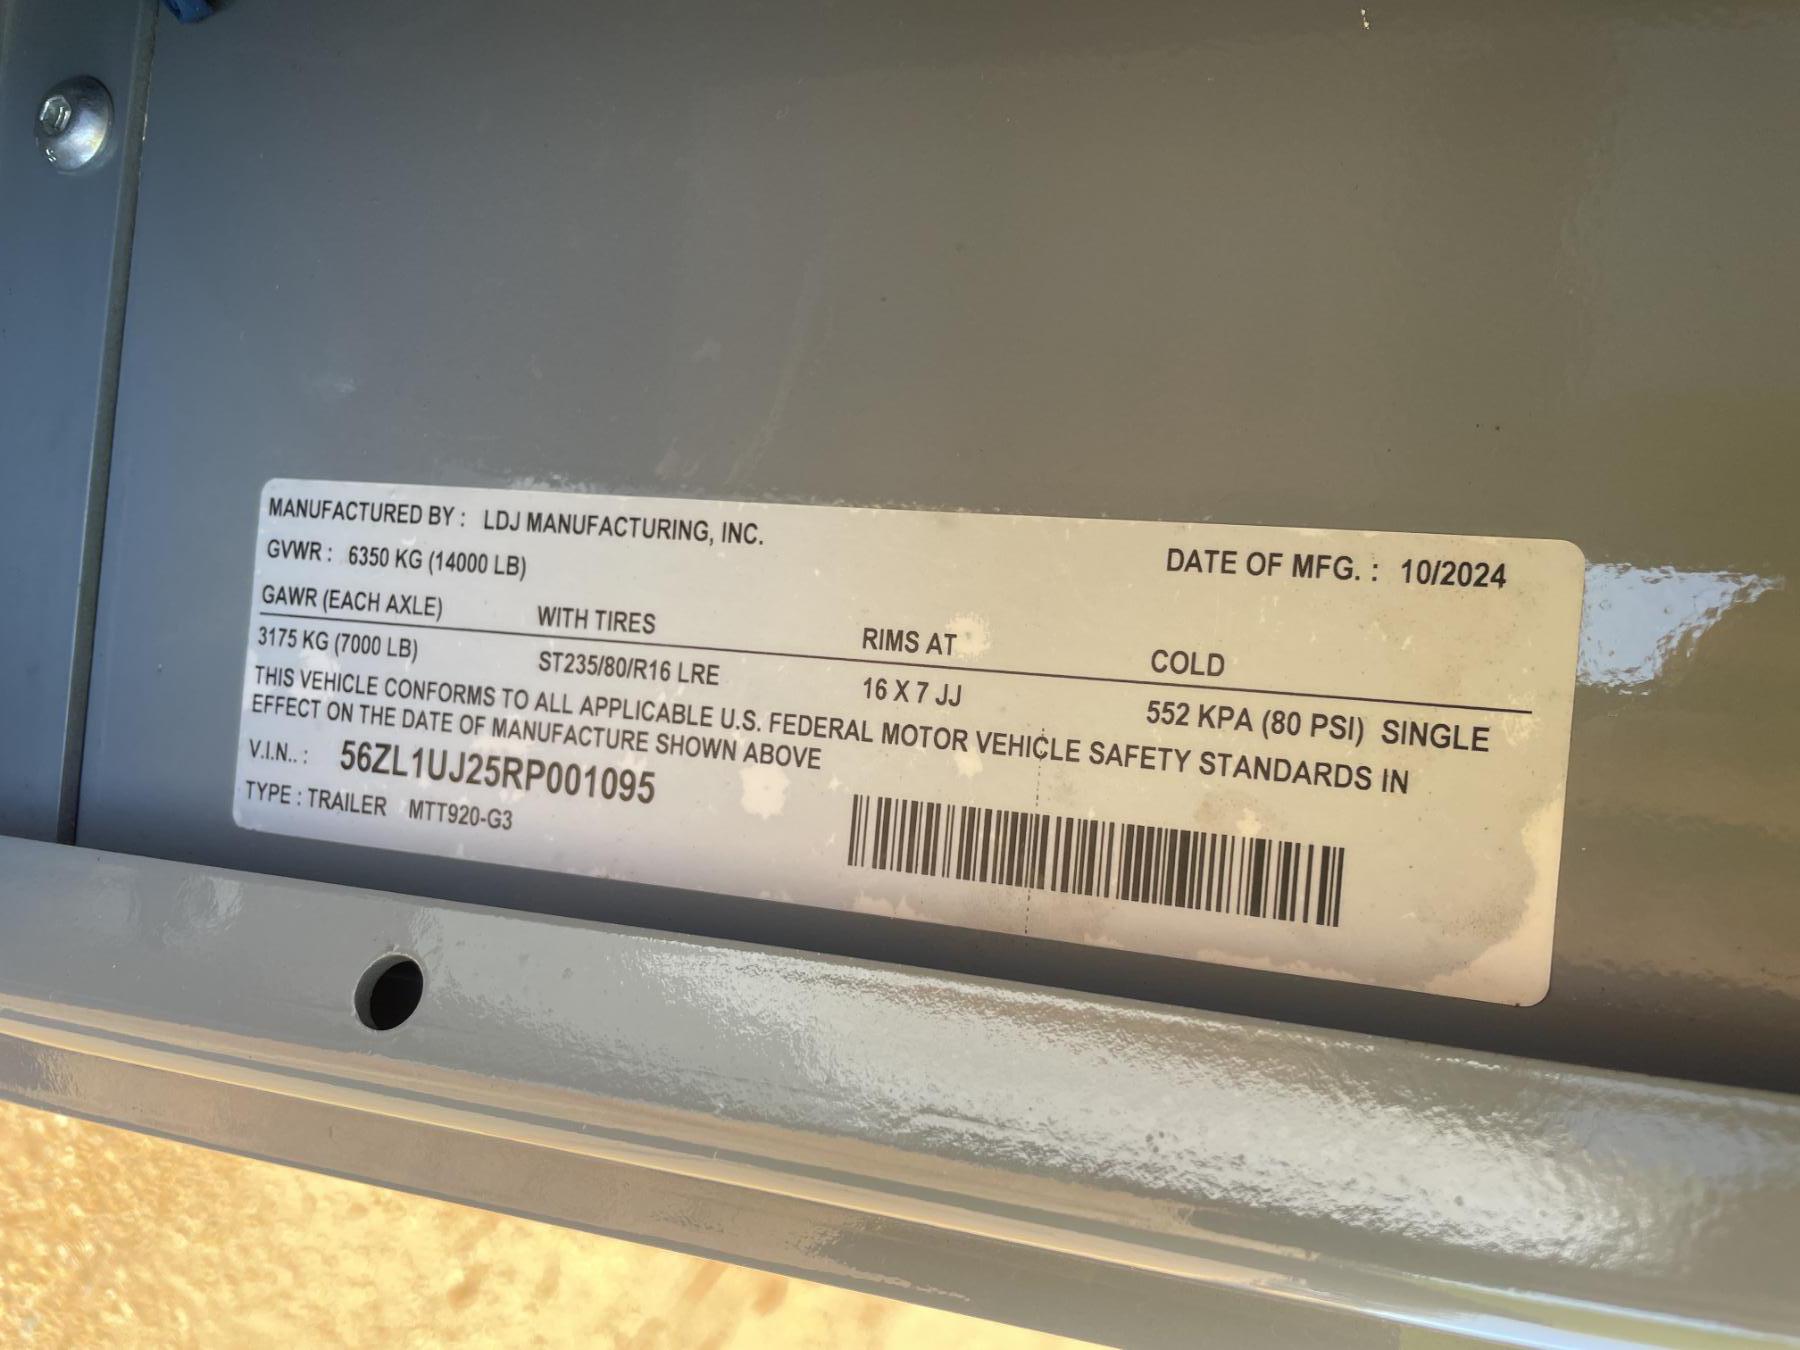 MANUFACTURED BY : LDJ MANUFACTURING, INC.
GVWR : 6350 KG (14000 LB) DATE OF MFG. : 10/2024
GAWR (EACH AXLE) WITH TIRES RIMS AT COLD
3175 KG (7000 LB) ST235/80/R16 LRE 16 X 7 JJ 552 KPA (80 PSI) SINGLE
THIS VEHICLE CONFORMS TO ALL APPLICABLE U.S. FEDERAL MOTOR VEHICLE SAFETY STANDARDS IN
EFFECT ON THE DATE OF MANUFACTURE SHOWN ABOVE
V.I.N.. : 56ZL1UJ25RP001095
TYPE : TRAILER MTT920-G3